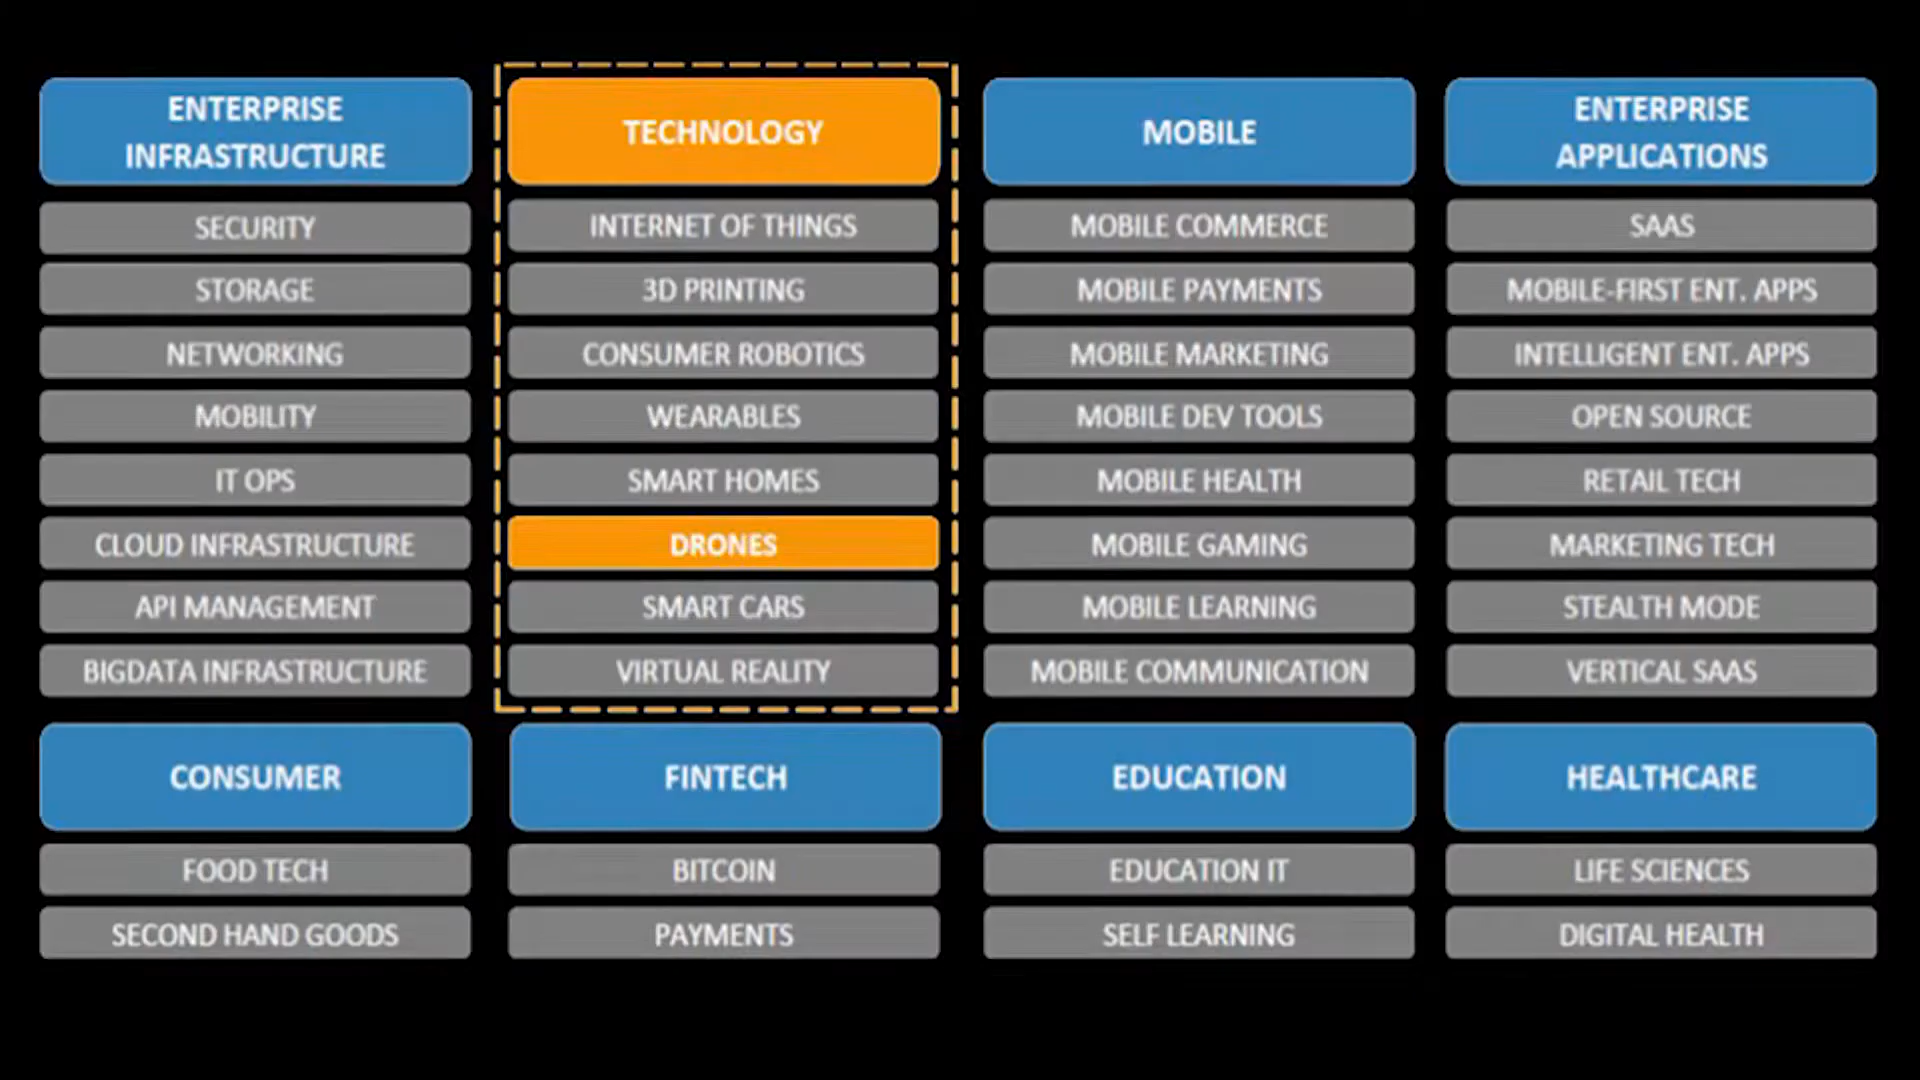 ENTERPRISE
INFRASTRUCTURE
SECURITY
STORAGE
NETWORKING
MOBILITY
IT OPS
CLOUD INFRASTRUCTURE
API MANAGEMENT
BIGDATA INFRASTRUCTURE
TECHNOLOGY
INTERNET OF THINGS
3D PRINTING
CONSUMER ROBOTICS
WEARABLES
SMART HOMES
DRONES
SMART CARS
VIRTUAL REALITY
MOBILE
MOBILE COMMERCE
MOBILE PAYMENTS
MOBILE MARKETING
MOBILE DEV TOOLS
MOBILE HEALTH
MOBILE GAMING
MOBILE LEARNING
MOBILE COMMUNICATION
ENTERPRISE
APPLICATIONS
SAAS
MOBILE-FIRST ENT. APPS
INTELLIGENT ENT. APPS
OPEN SOURCE
RETAIL TECH
MARKETING TECH
STEALTH MODE
VERTICAL SAAS
CONSUMER
FOOD TECH
SECOND HAND GOODS
FINTECH
BITCOIN
PAYMENTS
EDUCATION
EDUCATION IT
SELF LEARNING
HEALTHCARE
LIFE SCIENCES
DIGITAL HEALTH